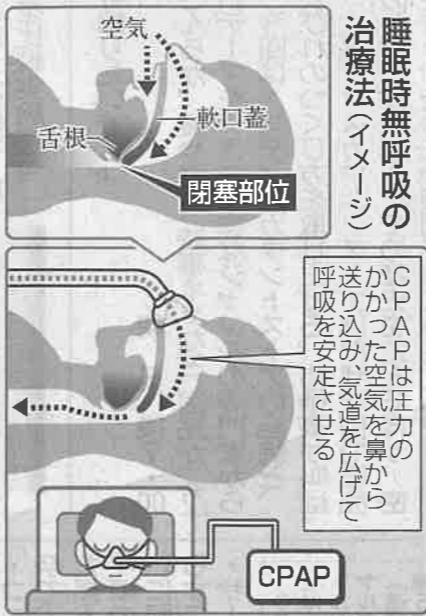 睡眠時無呼吸の
治療法(イメージ)
空気
軟口蓋
舌根
閉塞部位
CPAPは圧力の
かかった空気を鼻から
送り込み、気道を広げて
呼吸を安定させる
CPAP